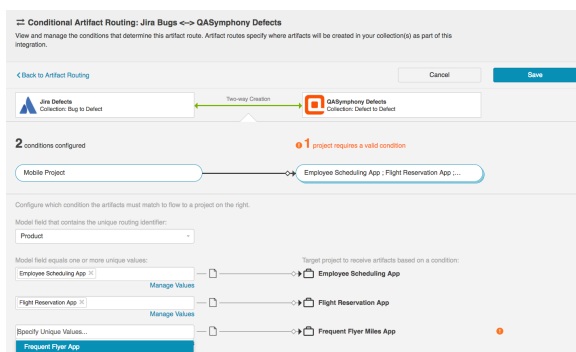 Conditional Artifact Routing: Jira Bugs <--> QASymphony Defects
View and manage the conditions that determine this artifact route. Artifact routes specify where artifacts will be created in your collection(s) as part of this
integration.
Back to Artifact Routing
Cancel
Save
Jira Defects
Collection: Bug to Defect
Two-way Creation
QASymphony Defects
Collection: Defect to Defect
2 conditions configured
1 project requires a valid condition
Mobile Project
Employee Scheduling App ; Flight Reservation App ;...
Configure which condition the artifacts must match to flow to a project on the right.
Model field that contains the unique routing identifier:
Product
Model field equals one or more unique values:
Target project to receive artifacts based on a condition:
Employee Scheduling App
Employee Scheduling App
Manage Values
Flight Reservation App
Flight Reservation App
Manage Values
Specify Unique Values...
Frequent Flyer Miles App
Frequent Flyer App